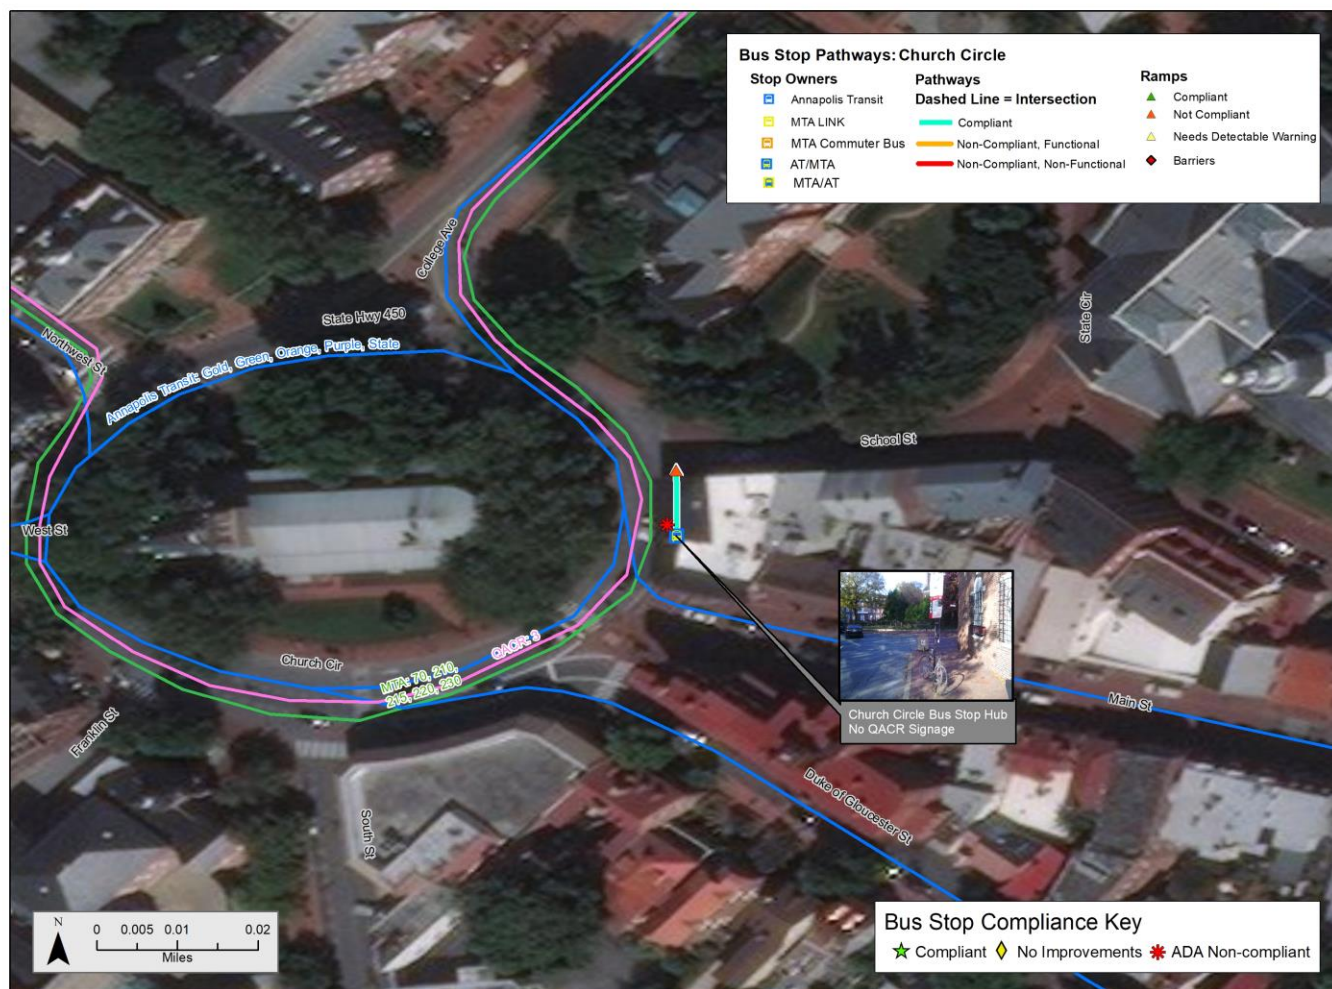 Bus Stop Pathways: Church Circle
Stop Owners
Annapolis Transit
MTA LINK
MTA Commuter Bus
AT/MTA
MTA/AT
Pathways
Dashed Line = Intersection
Compliant
Non-Compliant, Functional
Non-Compliant, Non-Functional
Ramps
Compliant
Not Compliant
Needs Detectable Warning
Barriers
College Ave
State Hwy 450
State Cir
Northwest St
Annapolis Transit: Gold, Green, Orange, Purple, State
School St
West St
Church Cir
QACR: 3
MTA: 70, 210,
215, 220, 230
Church Circle Bus Stop Hub
No QACR Signage
Main St
Franklin St
Duke of Gloucester St
South St
N
0 0.005 0.01 0.02
Miles
Bus Stop Compliance Key
Compliant No Improvements ADA Non-compliant